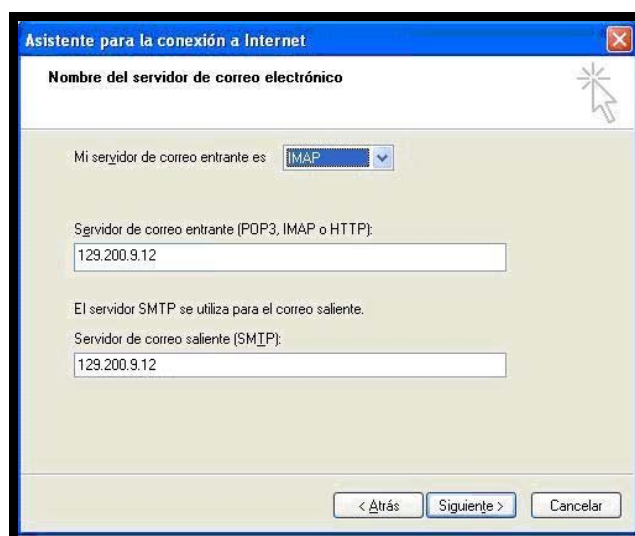 Asistente para la conexión a Internet
Nombre del servidor de correo electrónico
Mi servidor de correo entrante es IMAP
Servidor de correo entrante (POP3, IMAP o HTTP):
129.200.9.12
El servidor SMTP se utiliza para el correo saliente.
Servidor de correo saliente (SMTP):
129.200.9.12
< Atrás Siguiente > Cancelar